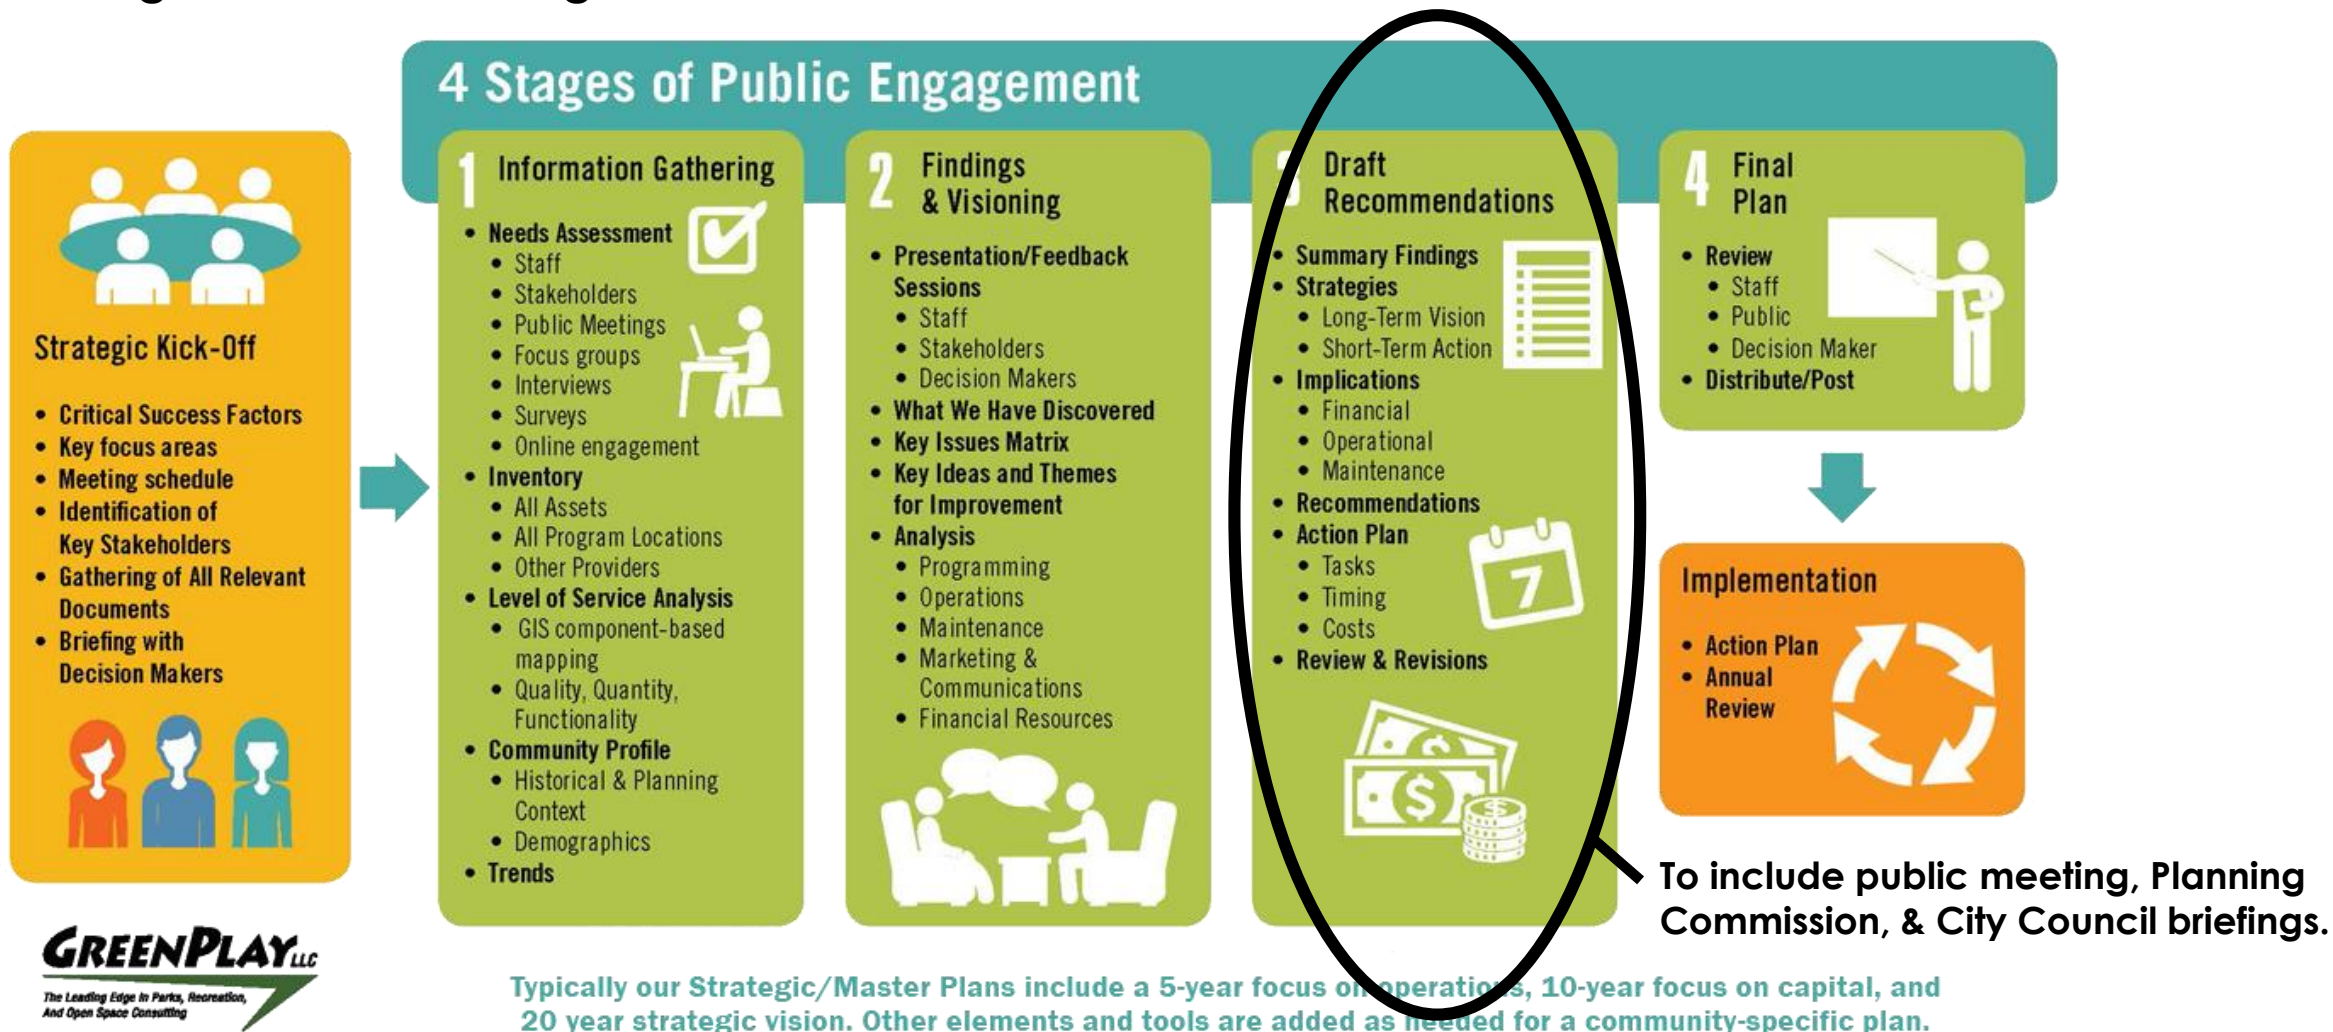 4 Stages of Public Engagement
Strategic Kick-Off
• Critical Success Factors
• Key focus areas
• Meeting schedule
• Identification of
Key Stakeholders
• Gathering of All Relevant
Documents
• Briefing with
Decision Makers
1 Information Gathering
• Needs Assessment
• Staff
• Stakeholders
• Public Meetings
• Focus groups
• Interviews
• Surveys
• Online engagement
• Inventory
• All Assets
• All Program Locations
• Other Providers
• Level of Service Analysis
• GIS component-based
mapping
• Quality, Quantity,
Functionality
• Community Profile
• Historical & Planning
Context
• Demographics
• Trends
2 Findings
& Visioning
• Presentation/Feedback
Sessions
• Staff
• Stakeholders
• Decision Makers
• What We Have Discovered
• Key Issues Matrix
• Key Ideas and Themes
for Improvement
• Analysis
• Programming
• Operations
• Maintenance
• Marketing &
Communications
• Financial Resources
3 Draft
Recommendations
• Summary Findings
• Strategies
• Long-Term Vision
• Short-Term Action
• Implications
• Financial
• Operational
• Maintenance
• Recommendations
• Action Plan
• Tasks
• Timing
• Costs
• Review & Revisions
7
$
$
$
4 Final
Plan
• Review
• Staff
• Public
• Decision Maker
• Distribute/Post
Implementation
• Action Plan
• Annual
Review
To include public meeting, Planning
Commission, & City Council briefings.
GREENPLAY LLC
The Leading Edge In Parks, Recreation,
And Open Space Consulting
Typically our Strategic/Master Plans include a 5-year focus on operations, 10-year focus on capital, and
20 year strategic vision. Other elements and tools are added as needed for a community-specific plan.